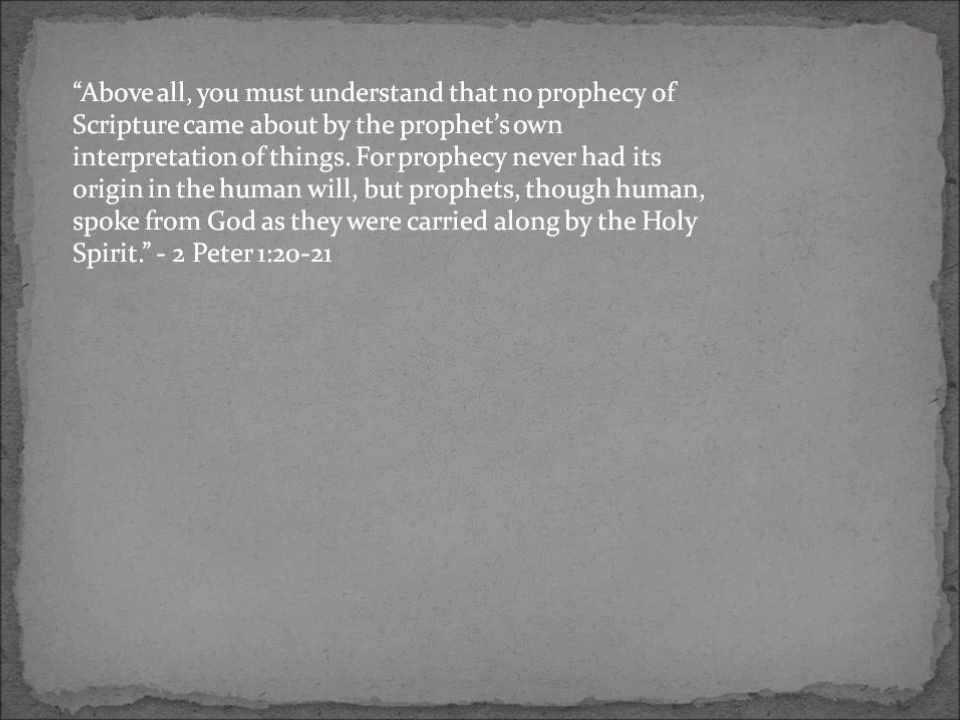 “Above all, you must understand that no prophecy of
Scripture came about by the prophet’s own
interpretation of things. For prophecy never had its
origin in the human will, but prophets, though human,
spoke from God as they were carried along by the Holy
Spirit.” - 2 Peter 1:20-21